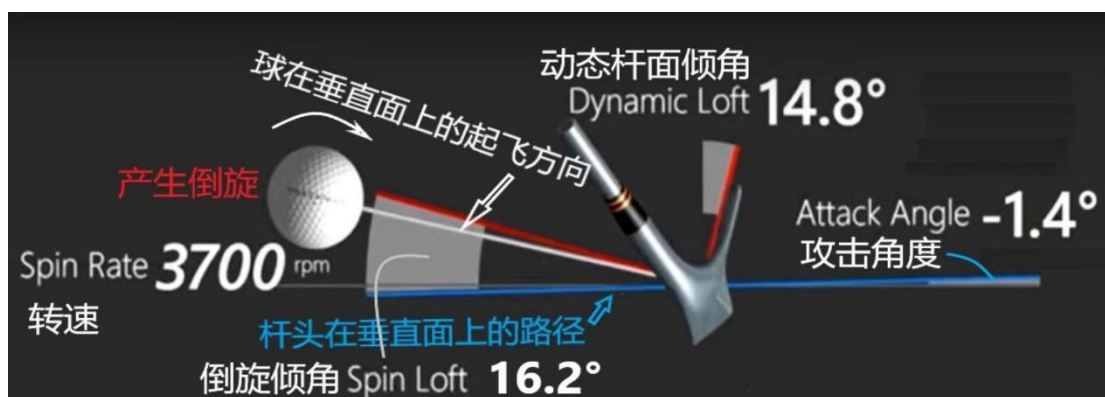 动态杆面倾角
Dynamic Loft 14.8°
球在垂直面上的起飞方向
产生倒旋
Attack Angle -1.4°
攻击角度
Spin Rate 3700 rpm
转速
杆头在垂直面上的路径
倒旋倾角 Spin Loft 16.2°